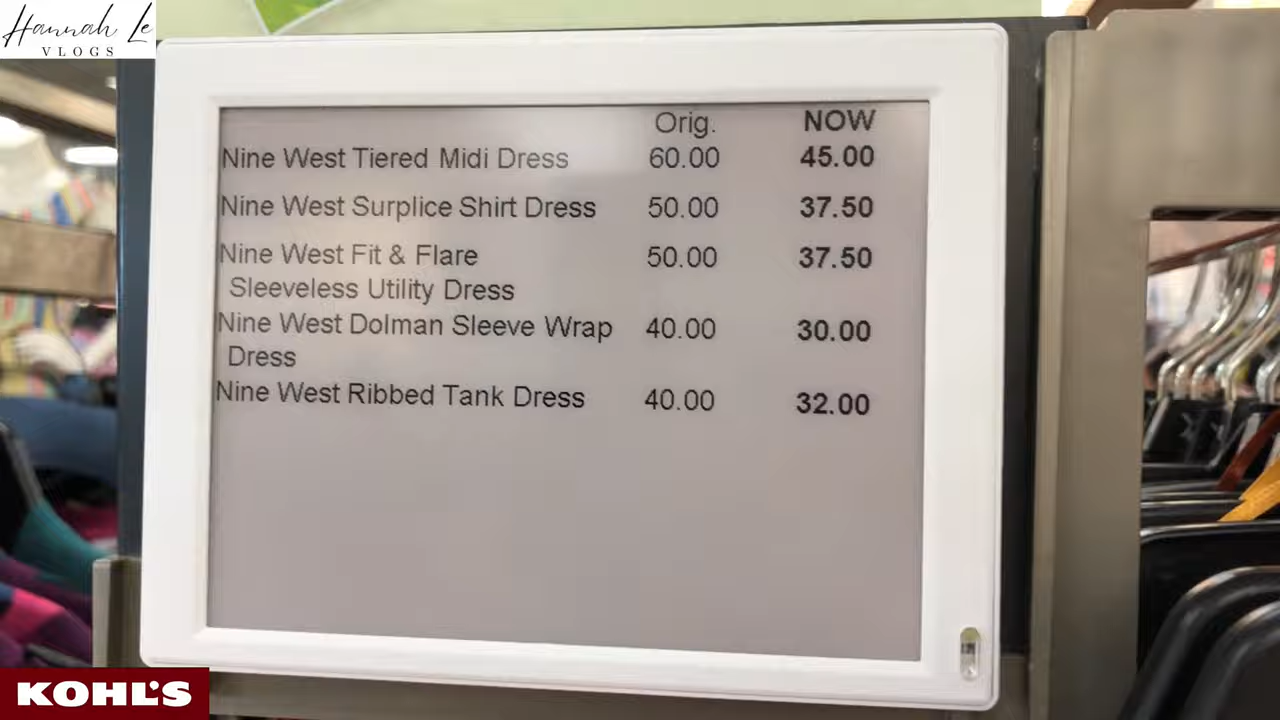 Hannah Le
VLOGS
Orig. NOW
Nine West Tiered Midi Dress 60.00 45.00
Nine West Surplice Shirt Dress 50.00 37.50
Nine West Fit & Flare 50.00 37.50
Sleeveless Utility Dress
Nine West Dolman Sleeve Wrap 40.00 30.00
Dress
Nine West Ribbed Tank Dress 40.00 32.00
KOHL'S